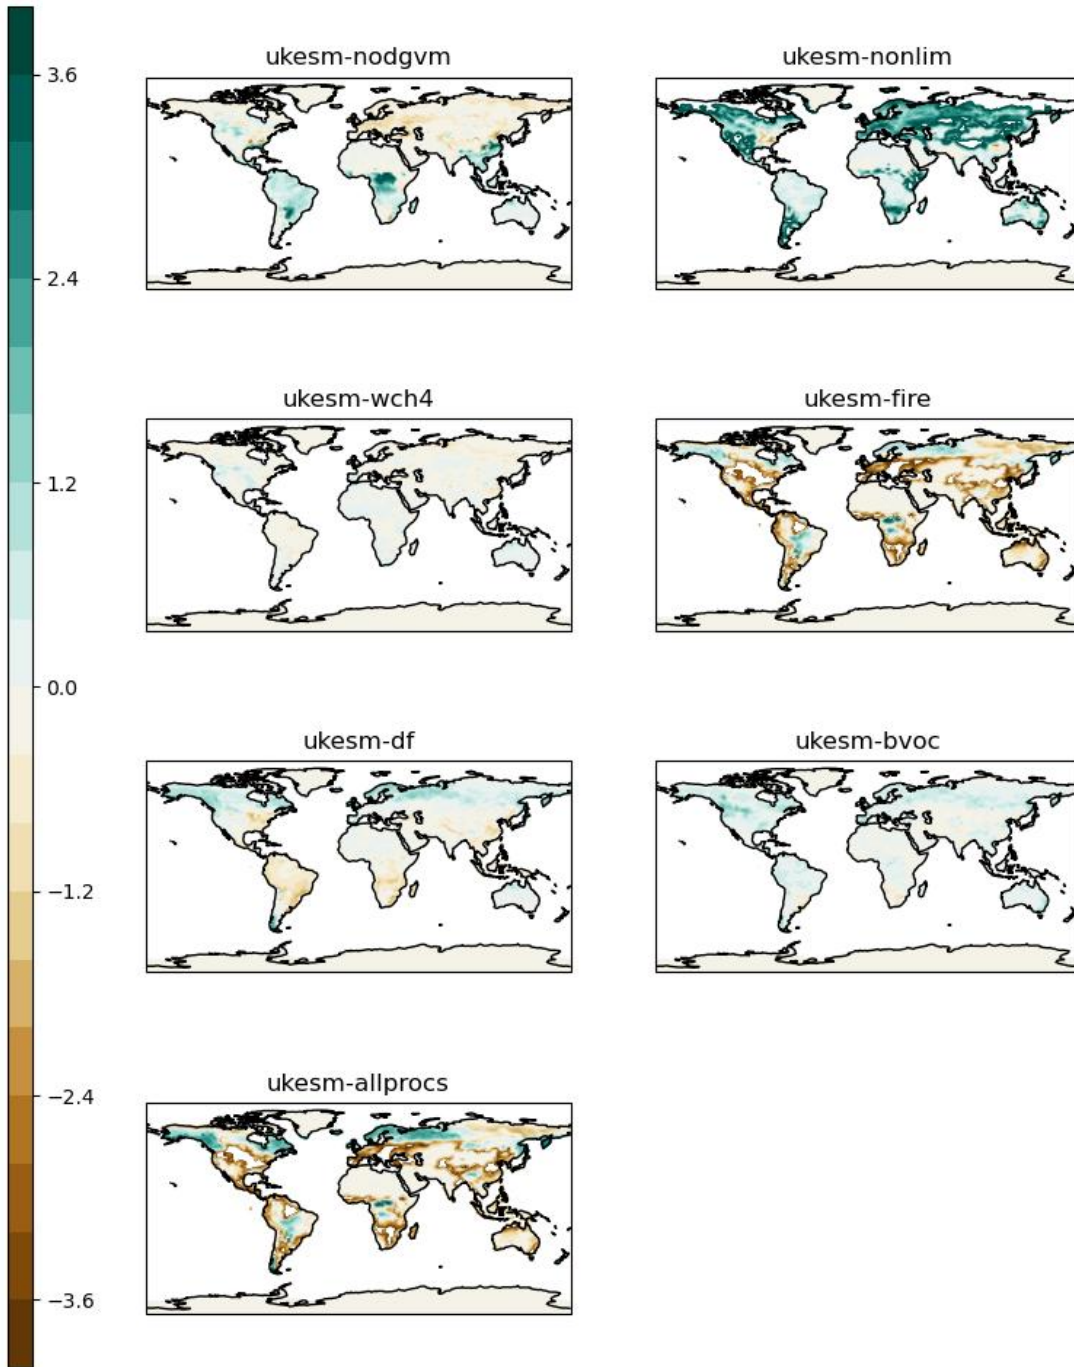 3.6
2.4
1.2
0.0
−1.2
−2.4
−3.6
ukesm-nodgvm
ukesm-nonlim
ukesm-wch4
ukesm-fire
ukesm-df
ukesm-bvoc
ukesm-allprocs